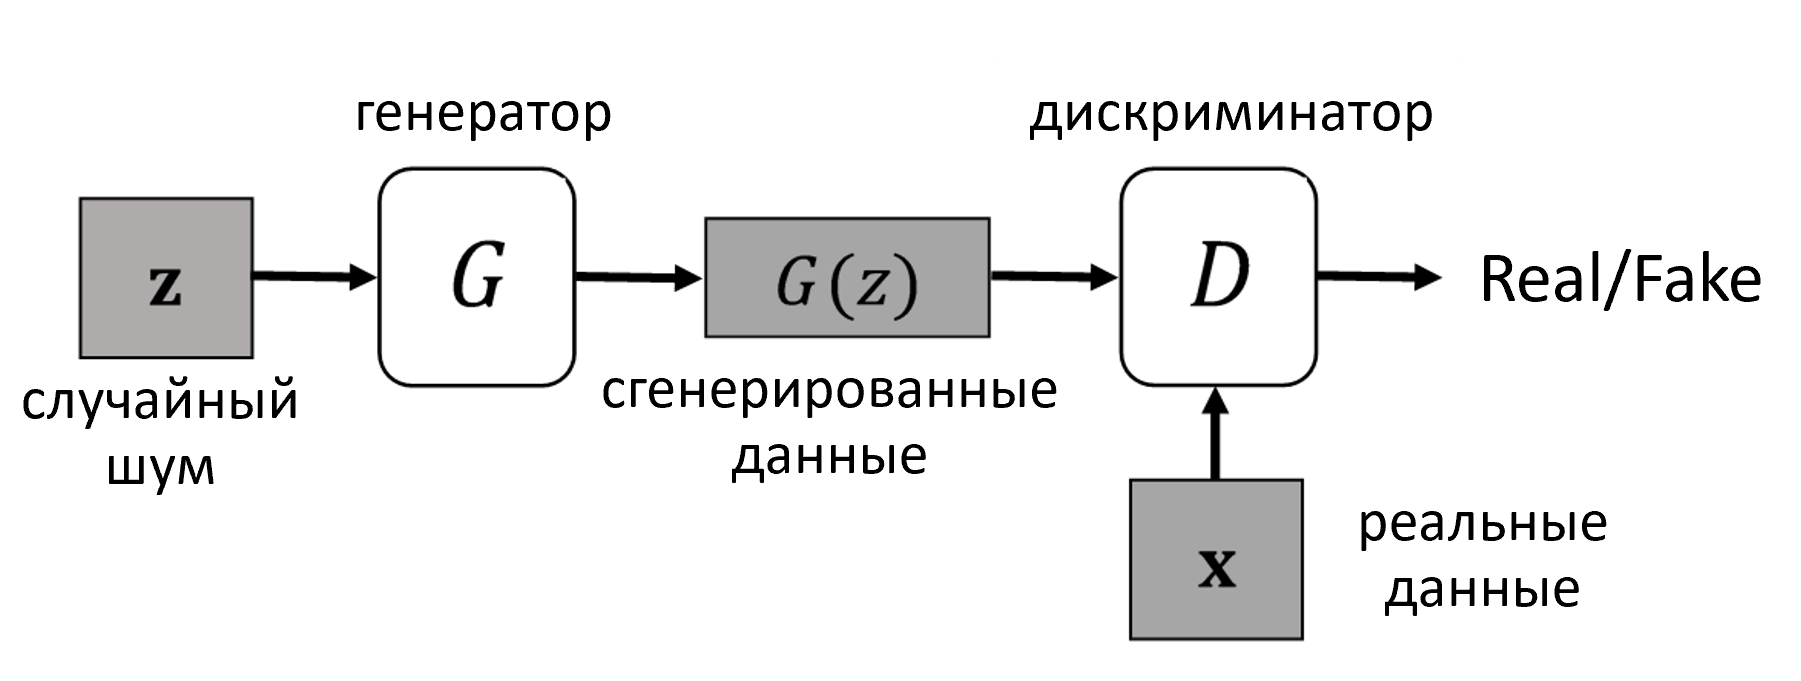 генератор
дискриминатор
z
G
G(z)
D
Real/Fake
случайный
шум
сгенерированные
данные
x
реальные
данные